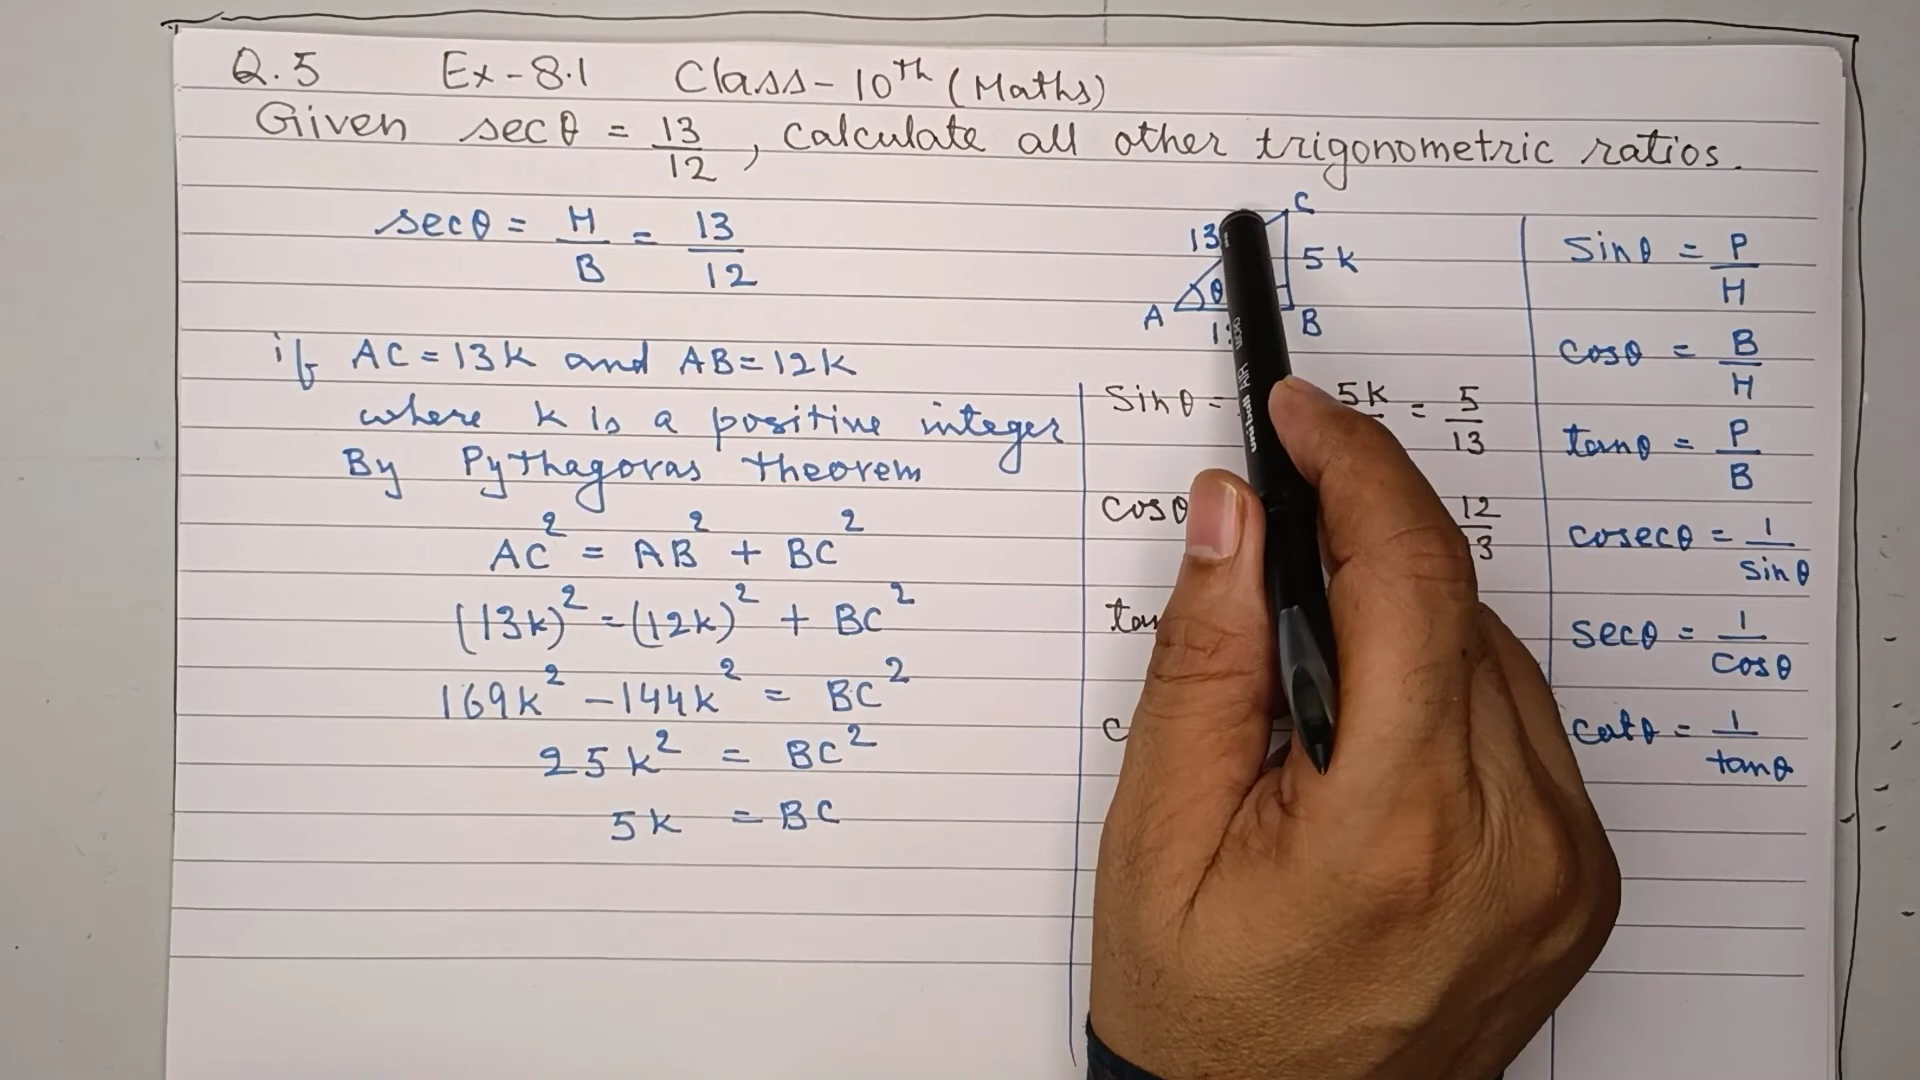 Q.5 Ex-8.1 Class-10th (Maths)
Given secθ = 13/12, calculate all other trigonometric ratios.
secθ = H/B = 13/12
if AC=13k and AB=12k
where k is a positive integer
By Pythagoras theorem
AC² = AB² + BC²
(13k)² = (12k)² + BC²
169k² - 144k² = BC²
25k² = BC²
5k = BC
C
13
5k
A
θ
B
Sinθ = 5k = 5/13
cosθ 12
tan
Sinθ = P/H
cosθ = B/H
tanθ = P/B
cosecθ = 1/sinθ
secθ = 1/cosθ
catθ = 1/tanθ